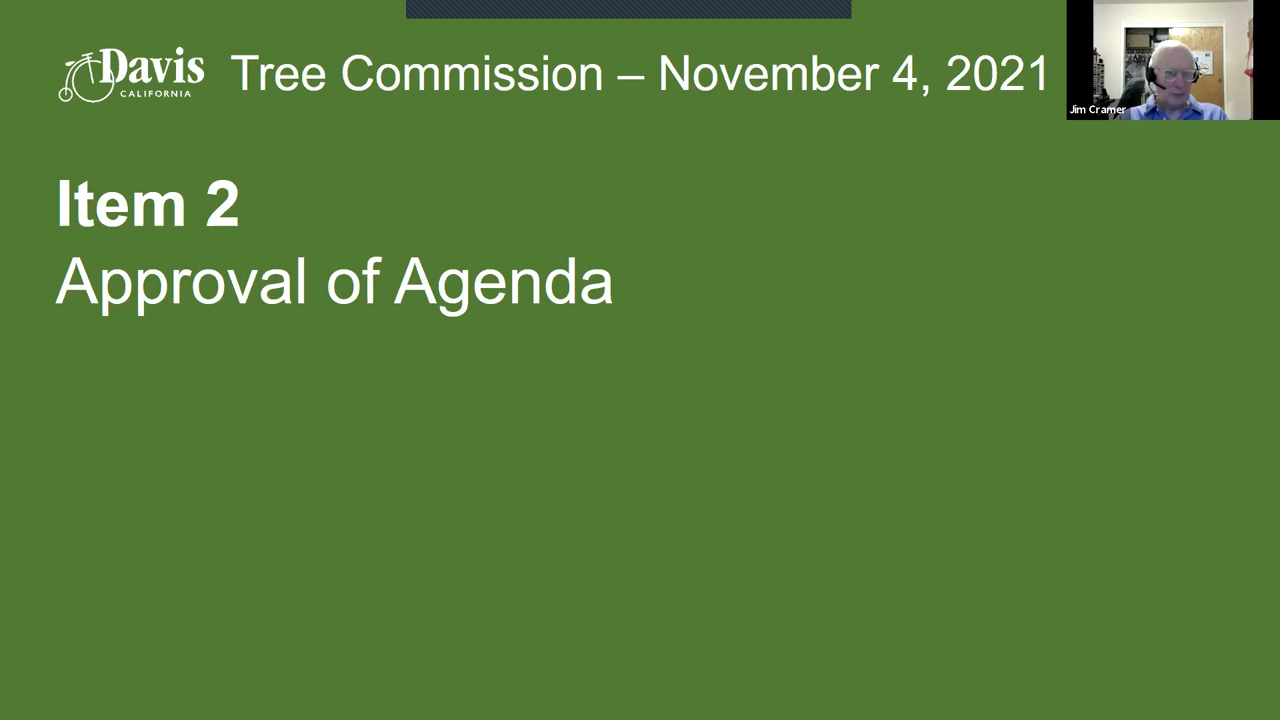 Davis
CALIFORNIA
Tree Commission – November 4, 2021
Jim Cramer
Item 2
Approval of Agenda